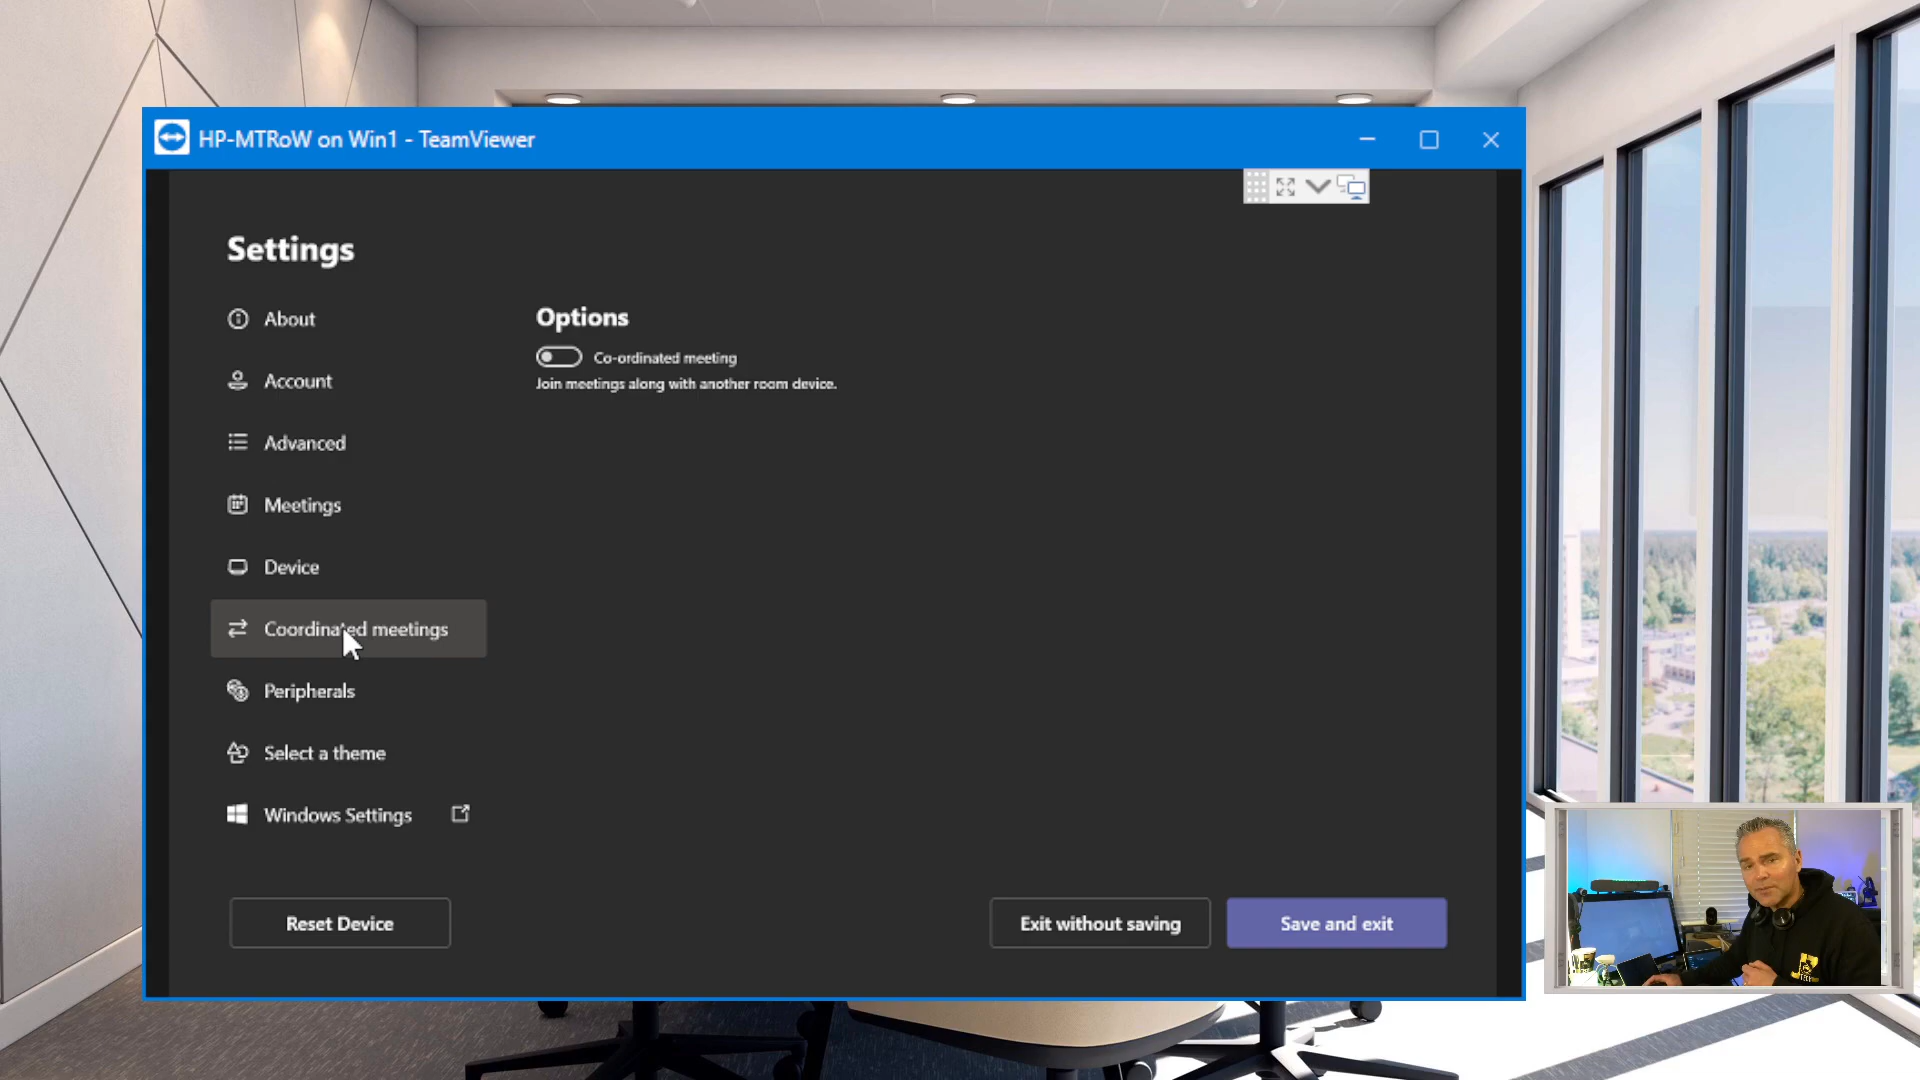 HP-MTRoW on Win1 - TeamViewer
Settings
About
Account
Advanced
Meetings
Device
Coordinated meetings
Peripherals
Select a theme
Windows Settings
Options
Co-ordinated meeting
Join meetings along with another room device.
Reset Device
Exit without saving
Save and exit